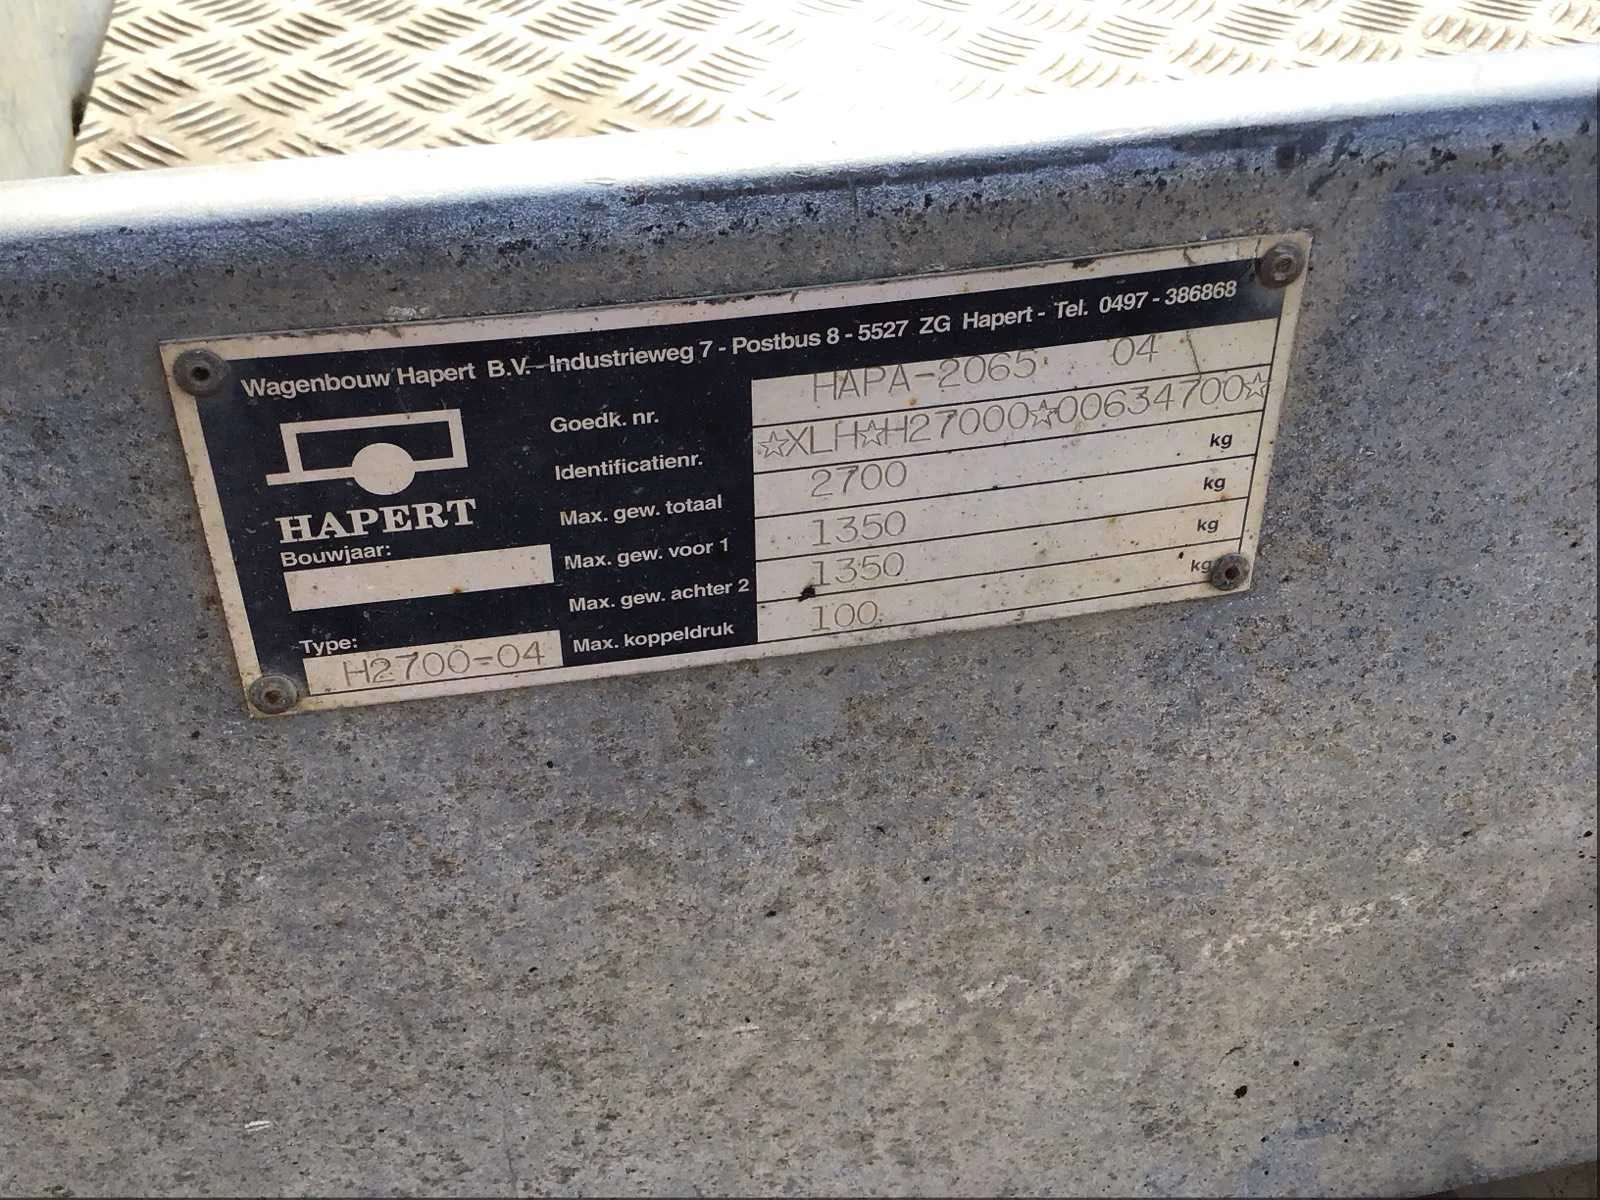 Wagenbouw Hapert B.V. - Industrieweg 7 - Postbus 8 - 5527 ZG Hapert - Tel. 0497 - 386868
Goedk. nr. HAPA-2065 04
Identificatienr. ☆XLH☆H27000☆00634700☆
Max. gew. totaal 2700 kg
Max. gew. voor 1 1350 kg
Max. gew. achter 2 1350 kg
Max. koppeldruk 100 kg
HAPERT
Bouwjaar:
Type:
H2700-04